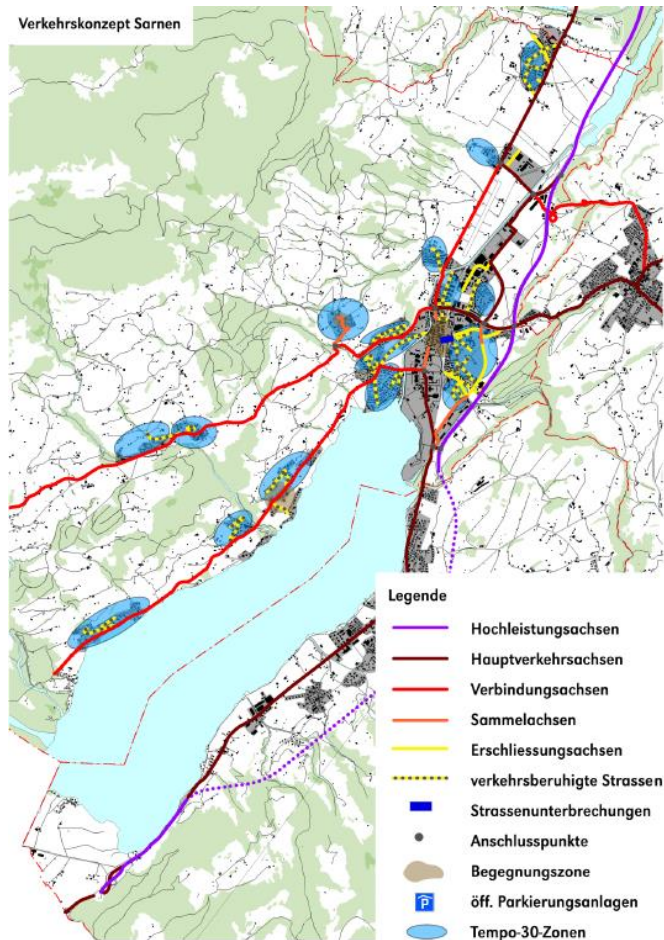 Verkehrskonzept Sarnen
Legende
Hochleistungsachsen
Hauptverkehrsachsen
Verbindungsachsen
Sammelachsen
Erschliessungsachsen
verkehrsberuhigte Strassen
Strassenunterbrechungen
Anschlusspunkte
Begegnungszone
P
öff. Parkierungsanlagen
Tempo-30-Zonen